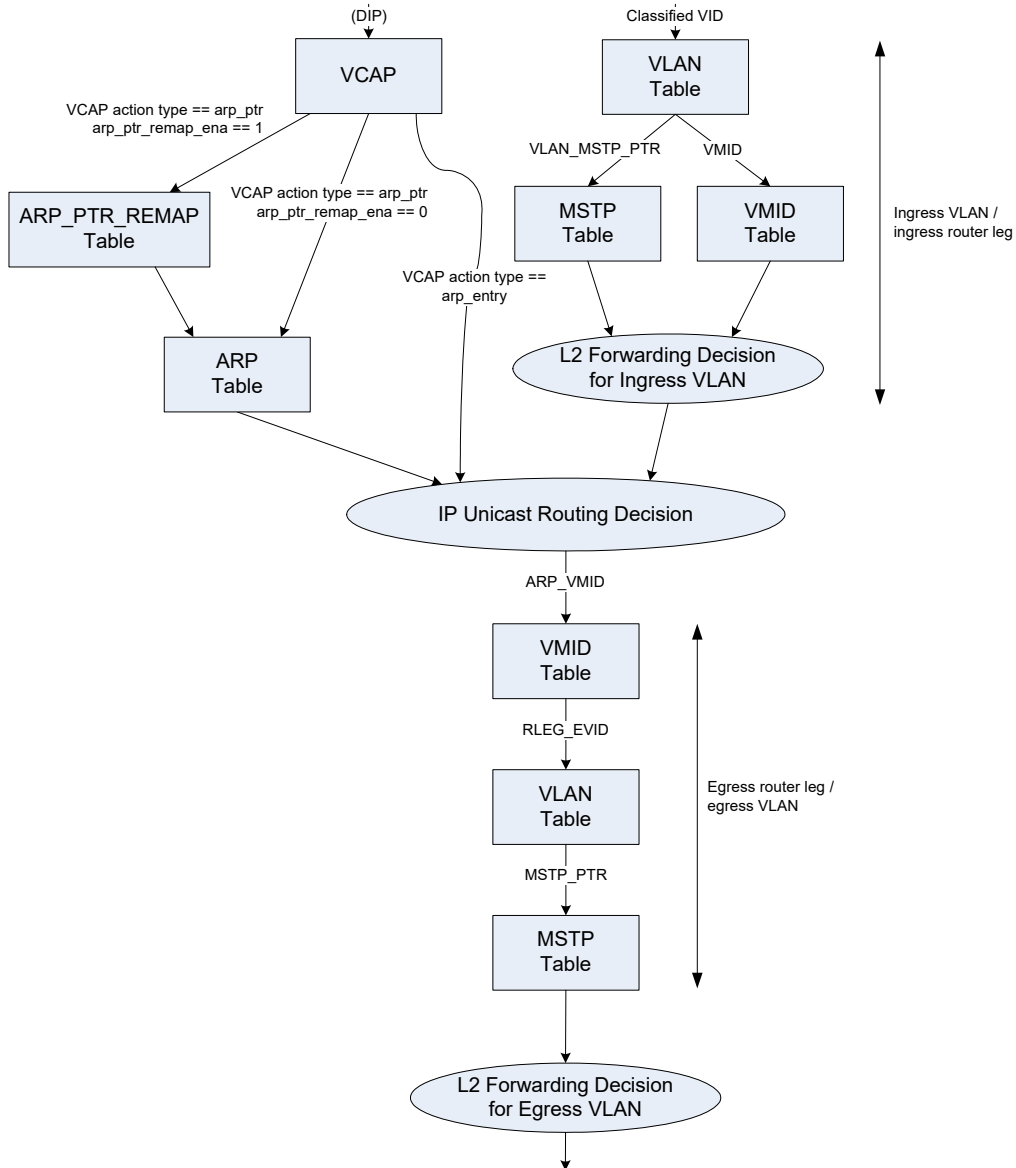 (DIP)
Classified VID
VCAP
VLAN
Table
VCAP action type == arp_ptr
arp_ptr_remap_ena == 1
VLAN_MSTP_PTR
VMID
VCAP action type == arp_ptr
arp_ptr_remap_ena == 0
ARP_PTR_REMAP
Table
MSTP
Table
VMID
Table
Ingress VLAN /
ingress router leg
VCAP action type ==
arp_entry
ARP
Table
L2 Forwarding Decision
for Ingress VLAN
IP Unicast Routing Decision
ARP_VMID
VMID
Table
RLEG_EVID
VLAN
Table
Egress router leg /
egress VLAN
MSTP_PTR
MSTP
Table
L2 Forwarding Decision
for Egress VLAN